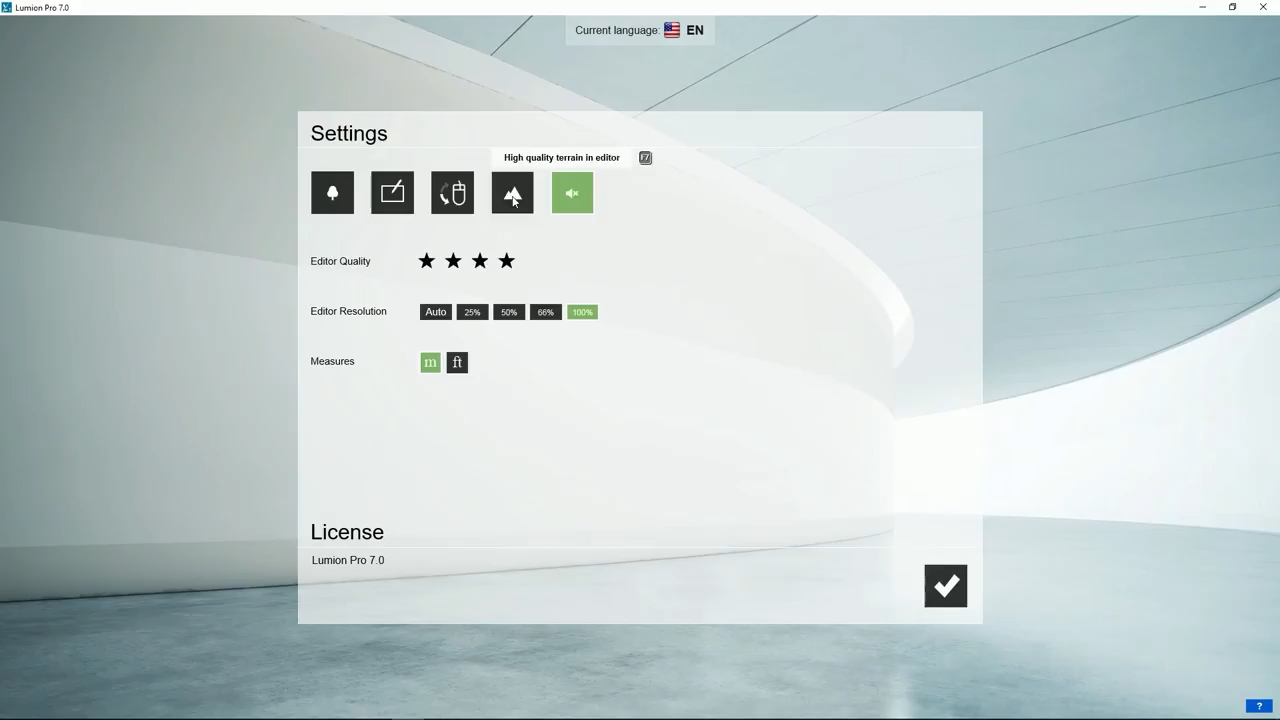 Lumion Pro 7.0
Current language: EN
Settings
High quality terrain in editor F7
Editor Quality
Editor Resolution Auto 25% 50% 66% 100%
Measures m ft
License
Lumion Pro 7.0
?